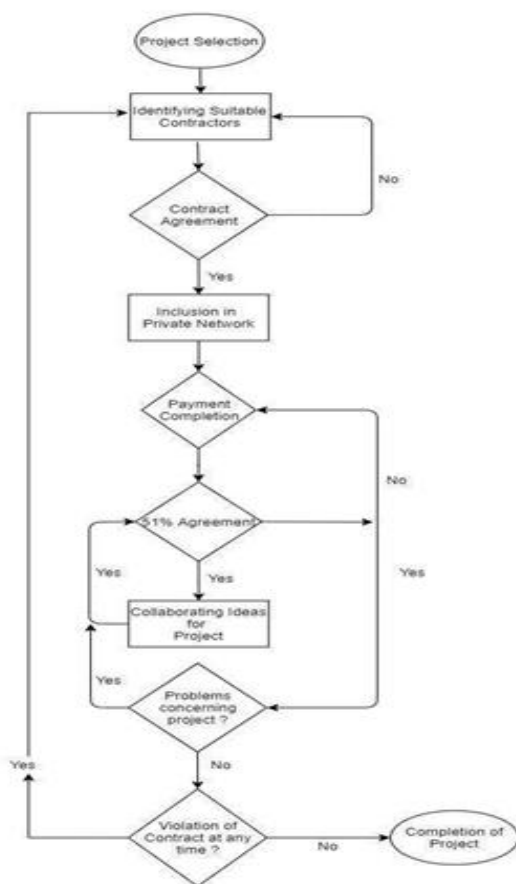 Project Selection
Identifying Suitable
Contractors
No
Contract
Agreement
Yes
Inclusion in
Private Network
Payment
Completion
No
51% Agreement
Yes
Yes
Yes
Collaborating Ideas
for
Project
Yes
Problems
concerning
project ?
No
Yes
Violation of
Contract at any
time ?
No
Completion of
Project